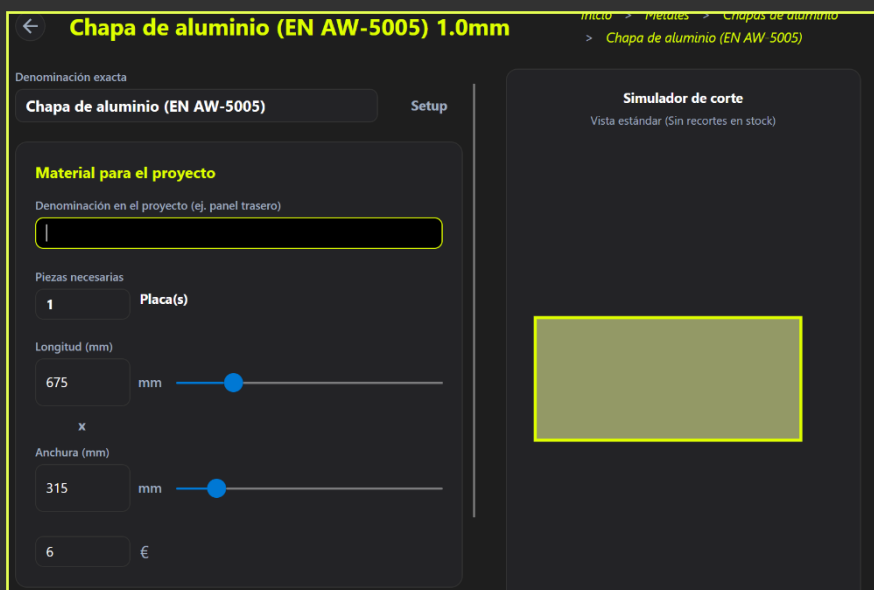 Chapa de aluminio (EN AW-5005) 1.0mm
Inicio > Metales > Chapas de aluminio
> Chapa de aluminio (EN AW-5005)
Denominación exacta
Chapa de aluminio (EN AW-5005)
Setup
Material para el proyecto
Denominación en el proyecto (ej. panel trasero)
Piezas necesarias
1
Placa(s)
Longitud (mm)
675
mm
x
Anchura (mm)
315
mm
6
€
Simulador de corte
Vista estándar (Sin recortes en stock)